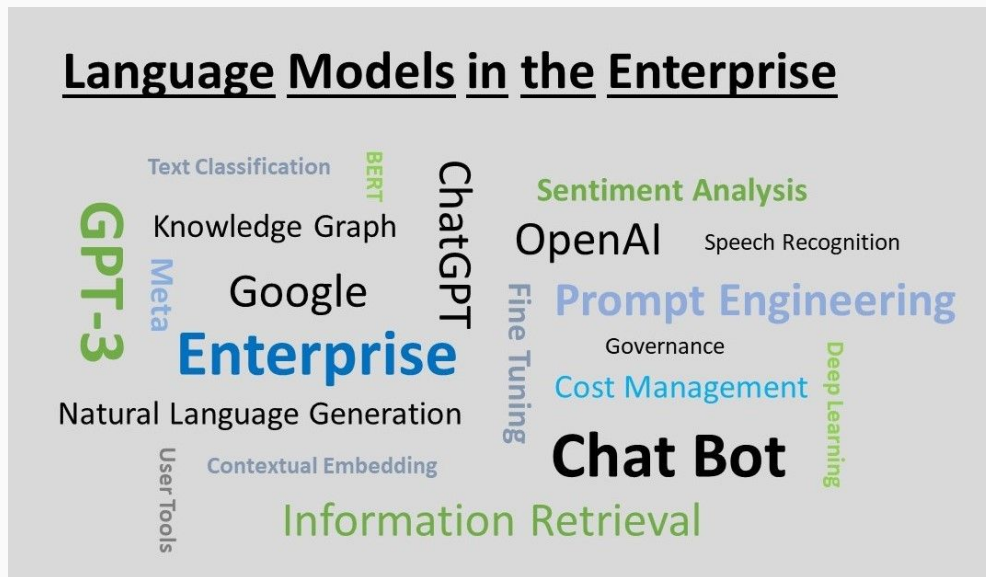 Language Models in the Enterprise
Text Classification
BERT
ChatGPT
Sentiment Analysis
GPT-3
Knowledge Graph
OpenAI
Speech Recognition
Meta
Google
Fine Tuning
Prompt Engineering
Enterprise
Governance
Deep Learning
Cost Management
Natural Language Generation
Chat Bot
User Tools
Contextual Embedding
Information Retrieval